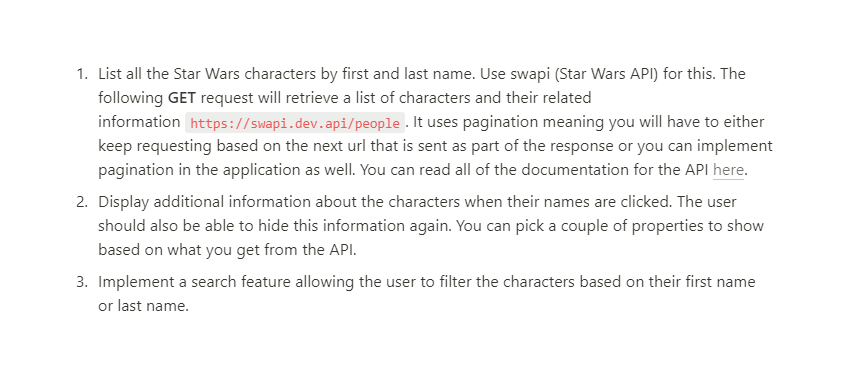 1. List all the Star Wars characters by first and last name. Use swapi (Star Wars API) for this. The
following GET request will retrieve a list of characters and their related
information https://swapi.dev.api/people . It uses pagination meaning you will have to either
keep requesting based on the next url that is sent as part of the response or you can implement
pagination in the application as well. You can read all of the documentation for the API here.
2. Display additional information about the characters when their names are clicked. The user
should also be able to hide this information again. You can pick a couple of properties to show
based on what you get from the API.
3. Implement a search feature allowing the user to filter the characters based on their first name
or last name.